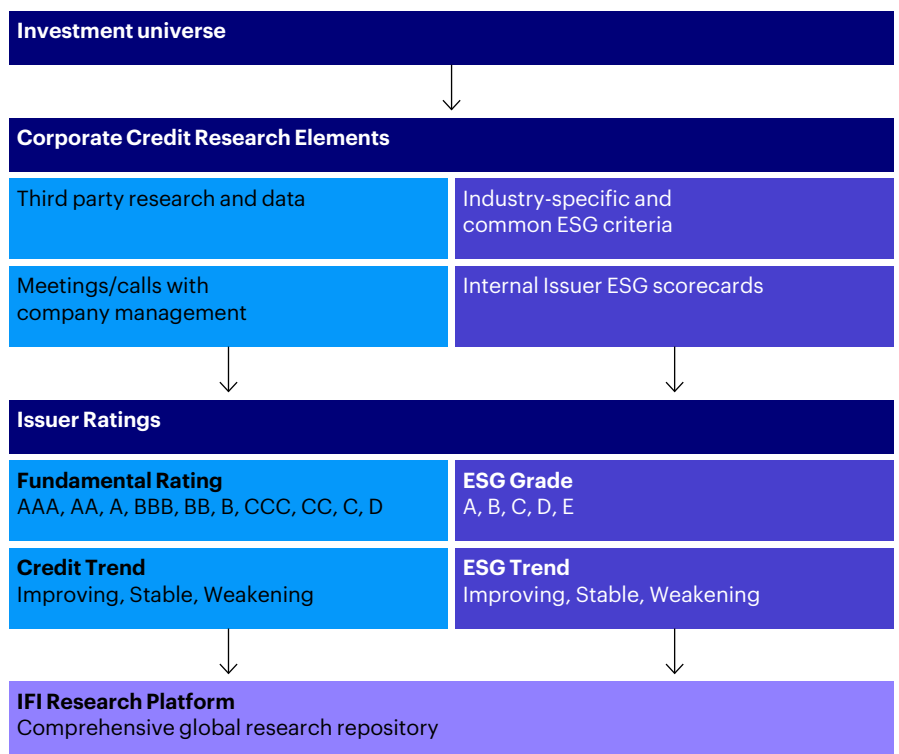 Investment universe
Corporate Credit Research Elements
Third party research and data
Industry-specific and
common ESG criteria
Meetings/calls with
company management
Internal Issuer ESG scorecards
Issuer Ratings
Fundamental Rating
AAA, AA, A, BBB, BB, B, CCC, CC, C, D
ESG Grade
A, B, C, D, E
Credit Trend
Improving, Stable, Weakening
ESG Trend
Improving, Stable, Weakening
IFI Research Platform
Comprehensive global research repository